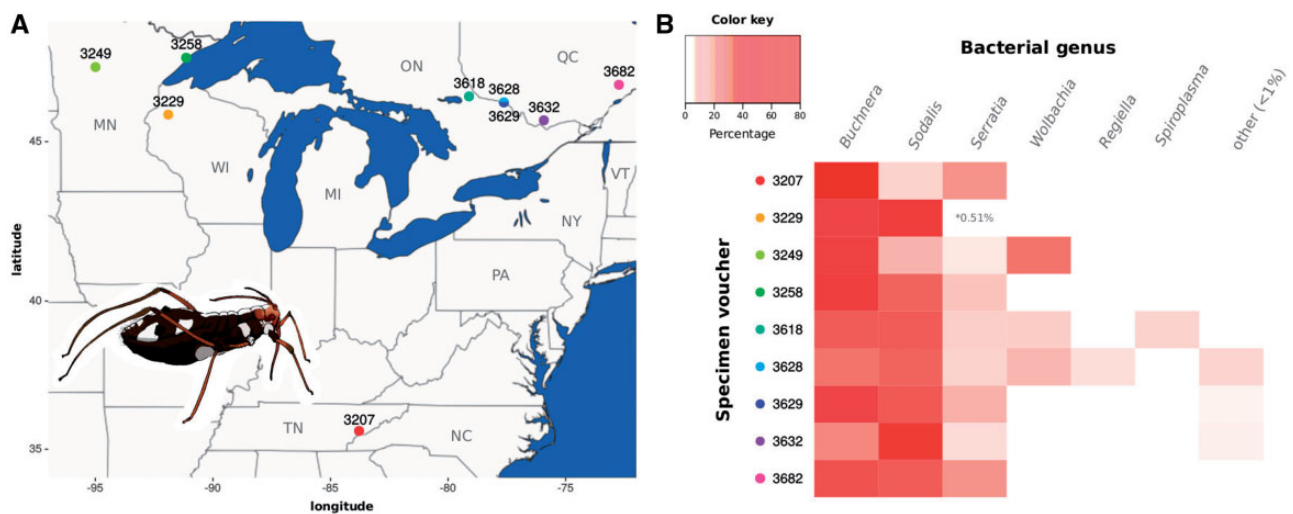 A
3249
3258
3229
MN
WI
MI
ON
QC
3618
3628
3629
3632
3682
VT
NY
PA
3207
TN
NC
45
40
35
latitude
-95
-90
-85
-80
-75
longitude
B
Color key
0 20 40 60 80
Percentage
Bacterial genus
Buchnera
Sodalis
Serratia
Wolbachia
Regiella
Spiroplasma
other (<1%)
Specimen voucher
3207
3229
*0.51%
3249
3258
3618
3628
3629
3632
3682